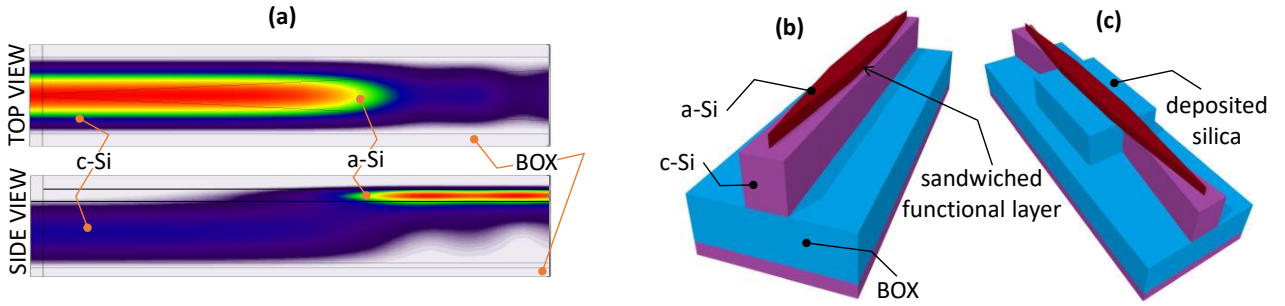 (a)
TOP VIEW
SIDE VIEW
c-Si
a-Si
BOX
(b)
a-Si
c-Si
sandwiched
functional layer
BOX
(c)
deposited
silica